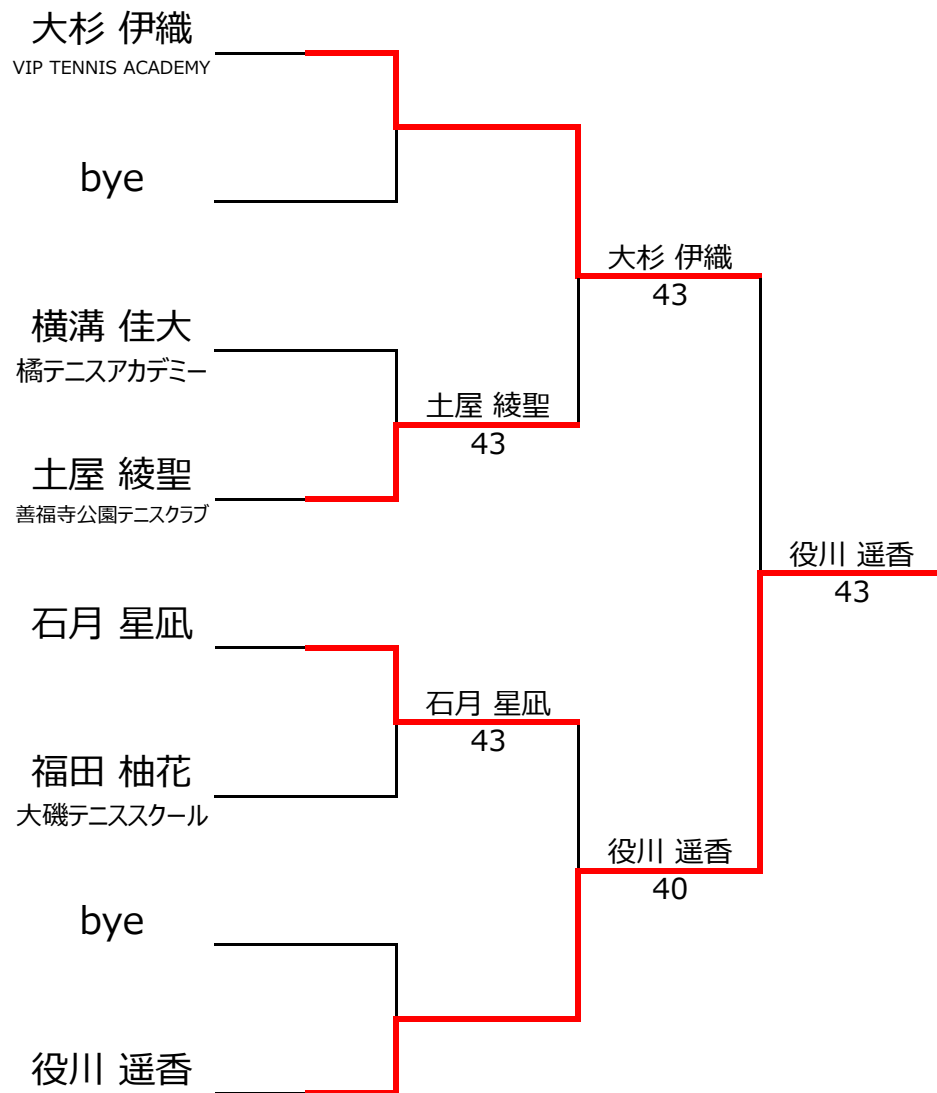 大杉 伊織
VIP TENNIS ACADEMY
bye
大杉 伊織
43
横溝 佳大
橘テニスアカデミー
土屋 綾聖
43
土屋 綾聖
善福寺公園テニスクラブ
役川 遥香
43
石月 星凪
石月 星凪
43
福田 柚花
大磯テニススクール
役川 遥香
40
bye
役川 遥香